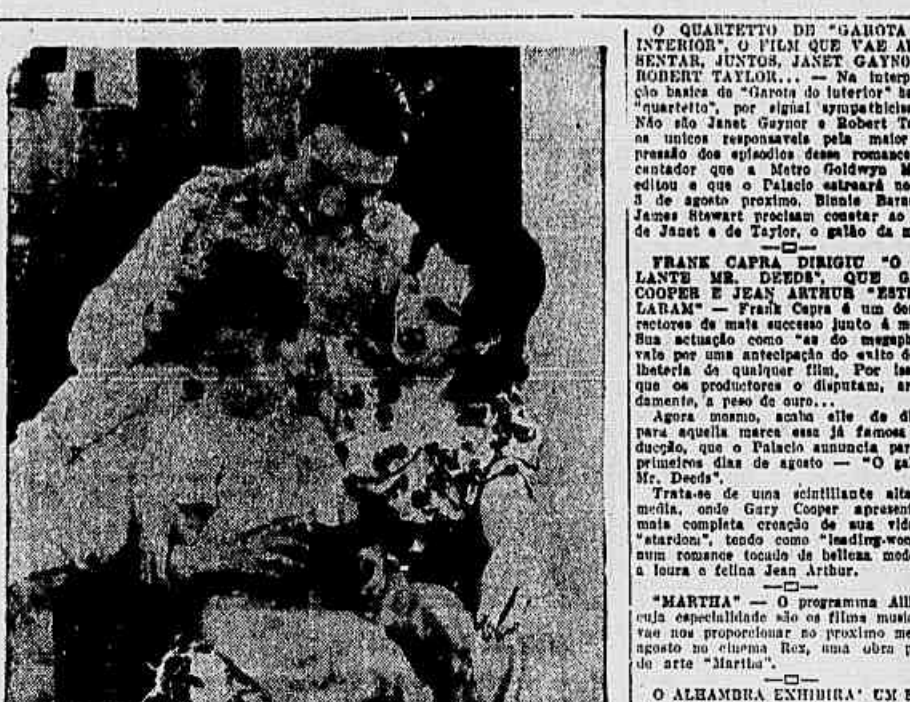 O QUARTETTO DE "GAROTA
INTERIOR", O FILM QUE VAE
SENTAR, JUNTOS, JANET GAYNO
ROBERT TAYLOR... — Na interp
ção basica de "Garota do interior"
"quartetto", por signal sympathicis
Não são Janet Gaynor e Robert T
os unicos responsaveis pela maior
pressão dos episodios desse romance
cantador que a Metro Goldwyn M
editou e que o Palacio estreará no
3 de agosto proximo. Binnie Barn
James Stewart precisam constar ao
de Janet e de Taylor, o galão da m
FRANK CAPRA DIRIGIU "O
LANTE MR. DEEDS", QUE G
COOPER E JEAN ARTHUR "ESTE
LARAM" — Frank Capra é um do
rectores de mais successo junto á m
Sua actuação como "as do megaph
vale por uma antecipação do exito d
lheteria de qualquer film, Por is
que os productores o disputam, ar
damente, a peso de ouro...
Agora mesmo, acaba elle de di
para aquella marca essa já famosa
ducção, que o Palacio annuncia par
primeiros dias de agosto — "O ga
Mr. Deeds".
Trata-se de uma scintillante alta
media, onde Gary Cooper apresent
mais completa creação de sua vid
"stardom", tendo como "leading-wo
num romance tocado de belleza mod
a loura e felina Jean Arthur.
"MARTHA" — O programma All
cuja especialidade são os films musi
vae nos proporcionar no proximo me
agosto no cinema Rex, uma obra p
de arte "Martha".
O ALHAMBRA EXHIBIRA' UM